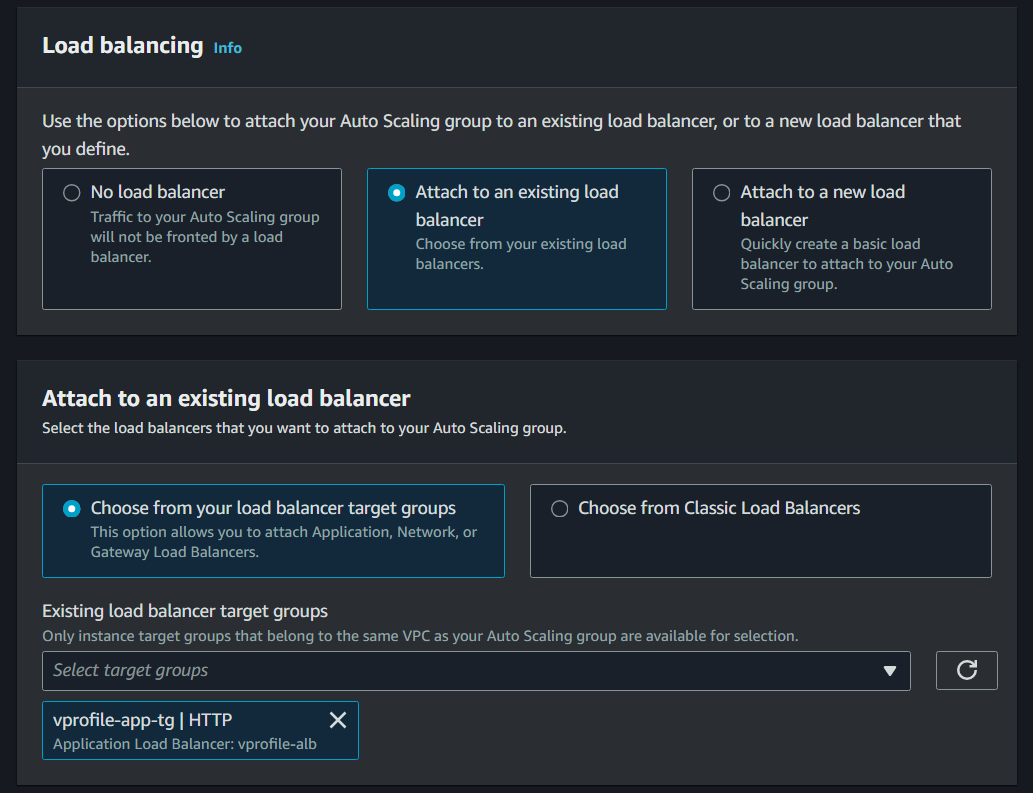 Load balancing Info
Use the options below to attach your Auto Scaling group to an existing load balancer, or to a new load balancer that
you define.
No load balancer
Traffic to your Auto Scaling group
will not be fronted by a load
balancer.
Attach to an existing load
balancer
Choose from your existing load
balancers.
Attach to a new load
balancer
Quickly create a basic load
balancer to attach to your Auto
Scaling group.
Attach to an existing load balancer
Select the load balancers that you want to attach to your Auto Scaling group.
Choose from your load balancer target groups
This option allows you to attach Application, Network, or
Gateway Load Balancers.
Choose from Classic Load Balancers
Existing load balancer target groups
Only instance target groups that belong to the same VPC as your Auto Scaling group are available for selection.
Select target groups
vprofile-app-tg | HTTP
Application Load Balancer: vprofile-alb